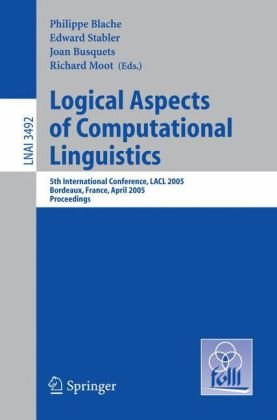 Philippe Blache
Edward Stabler
Joan Busquets
Richard Moot (Eds.)
LNAI 3492
Logical Aspects
of Computational
Linguistics
5th International Conference, LACL 2005
Bordeaux, France, April 2005
Proceedings
Springer
folli